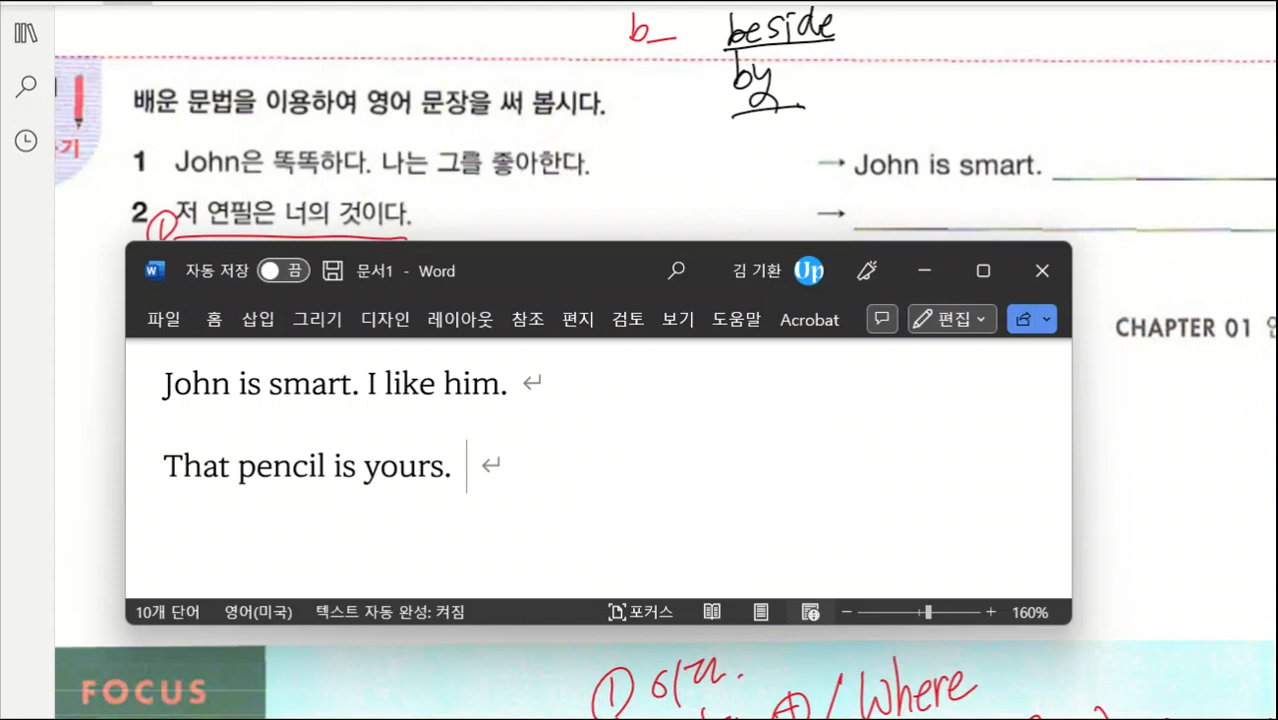 b_ beside
by
배운 문법을 이용하여 영어 문장을 써 봅시다.
1 John은 똑똑하다. 나는 그를 좋아한다. → John is smart.
2 저 연필은 너의 것이다. →
①
기
자동 저장 끔 문서1 - Word 김 기환 Up
파일 홈 삽입 그리기 디자인 레이아웃 참조 편지 검토 보기 도움말 Acrobat 편집
CHAPTER 01
John is smart. I like him.
That pencil is yours.
10개 단어 영어(미국) 텍스트 자동 완성: 켜짐 포커스 160%
FOCUS
① where